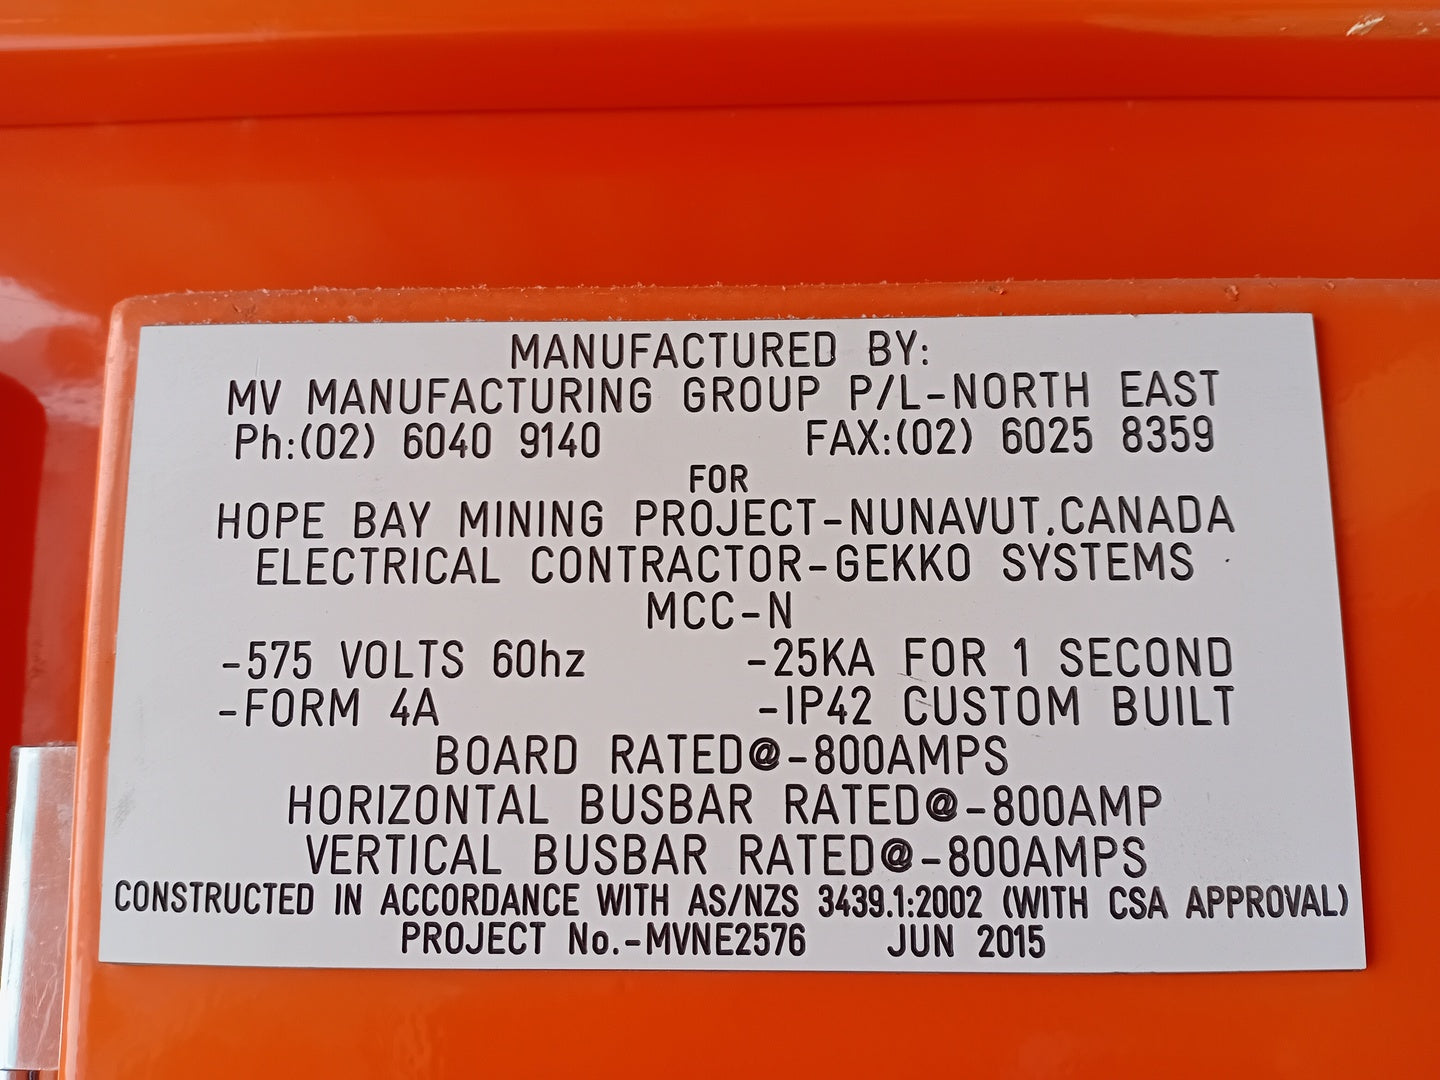 MANUFACTURED BY:
MV MANUFACTURING GROUP P/L-NORTH EAST
Ph:(02) 6040 9140 FAX:(02) 6025 8359
FOR
HOPE BAY MINING PROJECT-NUNAVUT,CANADA
ELECTRICAL CONTRACTOR-GEKKO SYSTEMS
MCC-N
-575 VOLTS 60hz -25KA FOR 1 SECOND
-FORM 4A -IP42 CUSTOM BUILT
BOARD RATED@-800AMPS
HORIZONTAL BUSBAR RATED@-800AMP
VERTICAL BUSBAR RATED@-800AMPS
CONSTRUCTED IN ACCORDANCE WITH AS/NZS 3439.1:2002 (WITH CSA APPROVAL)
PROJECT No.-MVNE2576 JUN 2015